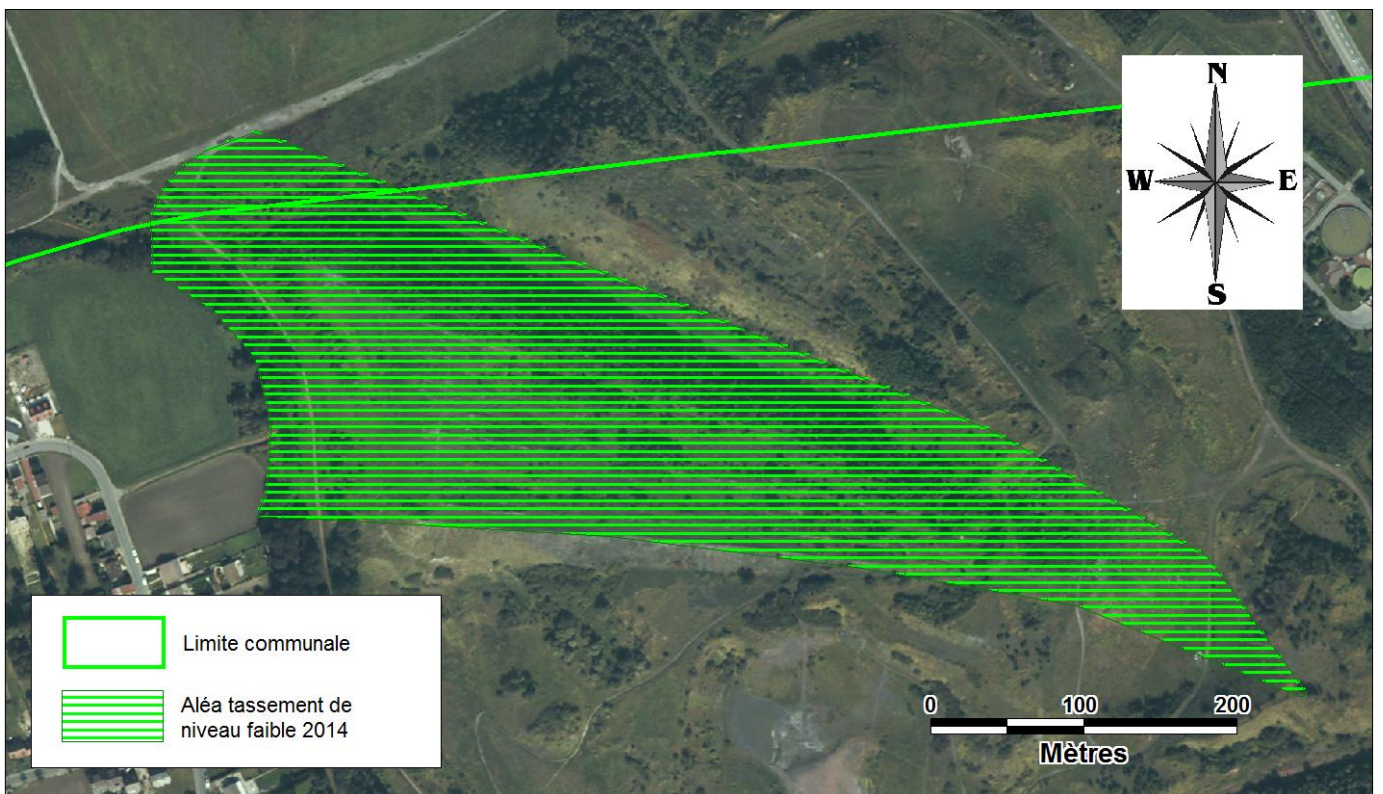 N
W E
S
Limite communale
Aléa tassement de
niveau faible 2014
0 100 200
Mètres